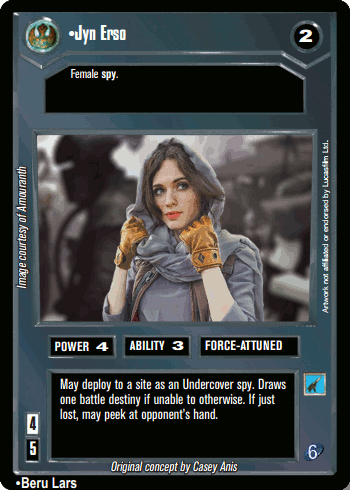 •Jyn Erso
2
Female spy.
Image courtesy of Amouranth
Artwork not affiliated or endorsed by Lucasfilm Ltd.
POWER 4
ABILITY 3
FORCE-ATTUNED
May deploy to a site as an Undercover spy. Draws
one battle destiny if unable to otherwise. If just
lost, may peek at opponent's hand.
4
5
6
Original concept by Casey Anis
•Beru Lars